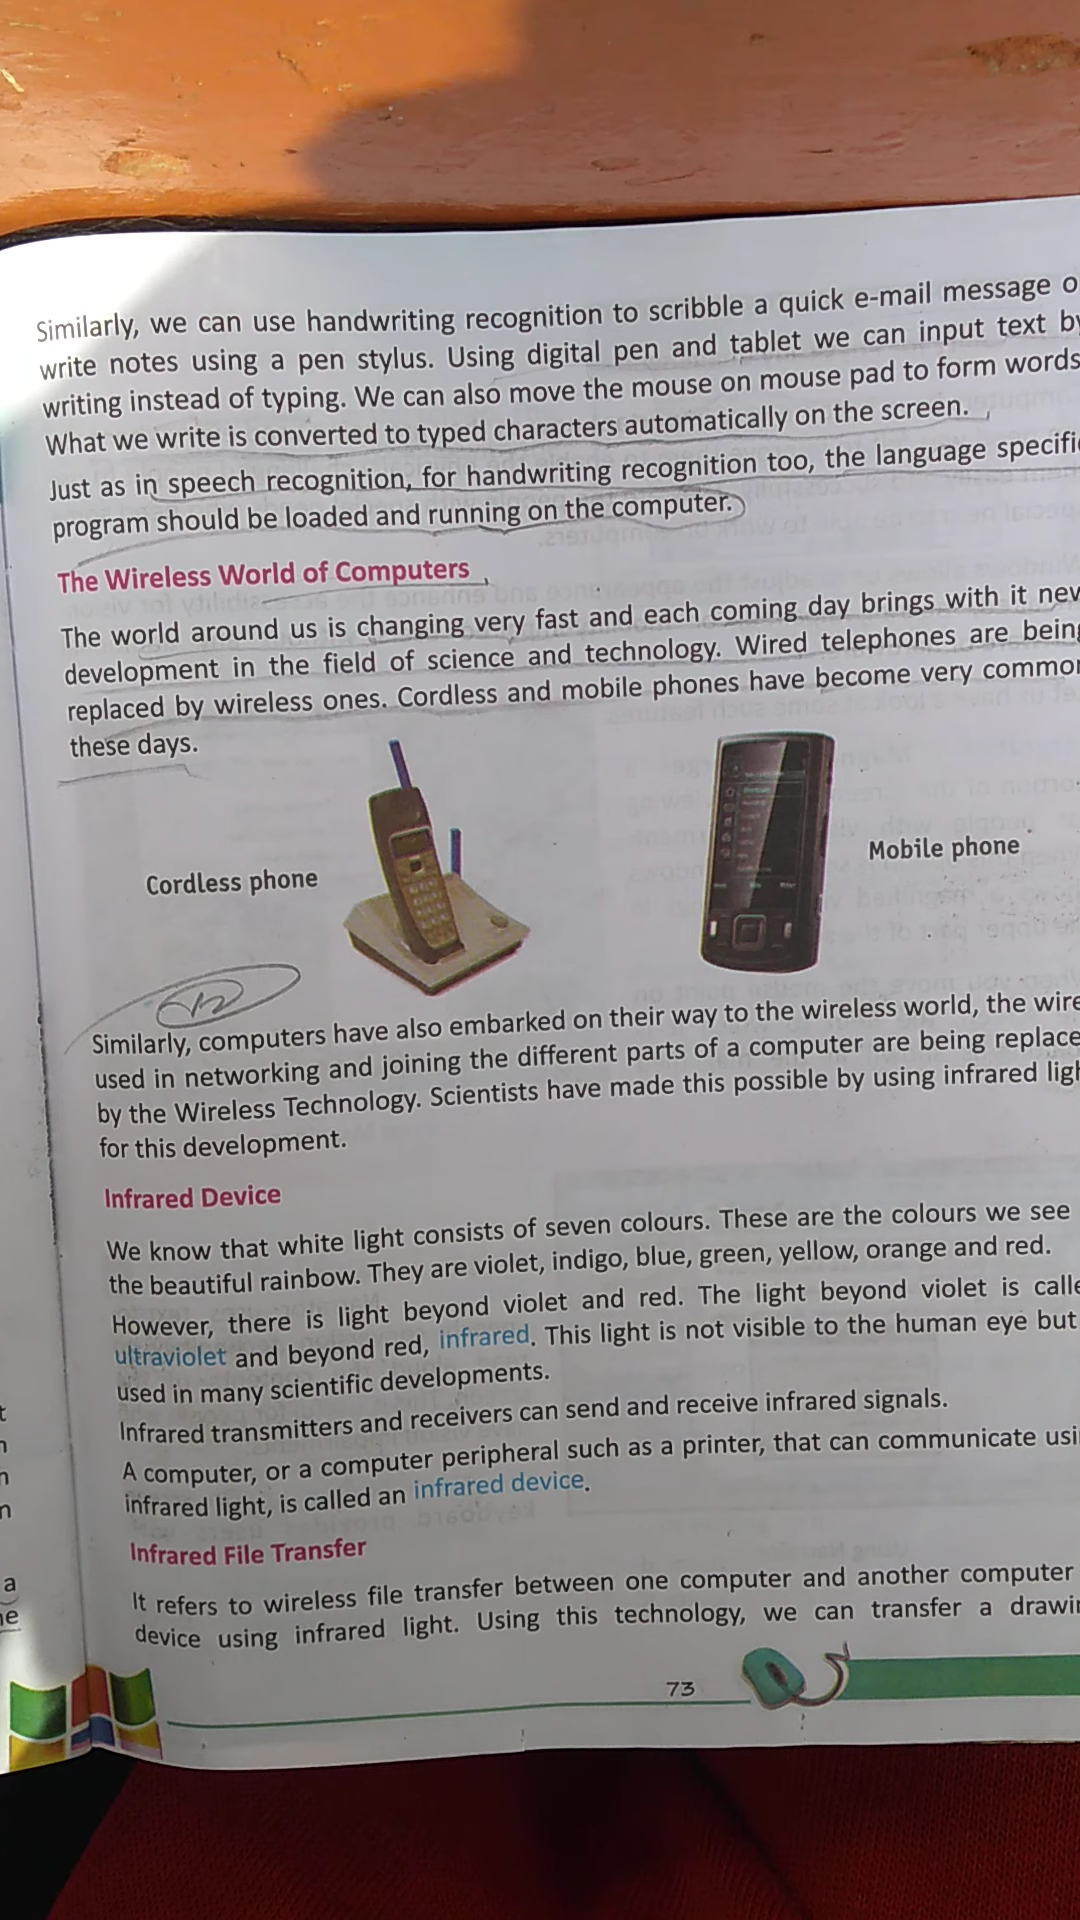 Similarly, we can use handwriting recognition to scribble a quick e-mail message o
write notes using a pen stylus. Using digital pen and tablet we can input text by
writing instead of typing. We can also move the mouse on mouse pad to form words
What we write is converted to typed characters automatically on the screen.
Just as in speech recognition, for handwriting recognition too, the language specifi
program should be loaded and running on the computer.
The Wireless World of Computers
The world around us is changing very fast and each coming day brings with it new
development in the field of science and technology. Wired telephones are being
replaced by wireless ones. Cordless and mobile phones have become very common
these days.
Cordless phone
Mobile phone
Similarly, computers have also embarked on their way to the wireless world, the wire
used in networking and joining the different parts of a computer are being replace
by the Wireless Technology. Scientists have made this possible by using infrared ligh
for this development.
Infrared Device
We know that white light consists of seven colours. These are the colours we see
the beautiful rainbow. They are violet, indigo, blue, green, yellow, orange and red.
However, there is light beyond violet and red. The light beyond violet is calle
ultraviolet and beyond red, infrared. This light is not visible to the human eye but
used in many scientific developments.
Infrared transmitters and receivers can send and receive infrared signals.
A computer, or a computer peripheral such as a printer, that can communicate usi
infrared light, is called an infrared device.
Infrared File Transfer
It refers to wireless file transfer between one computer and another computer
device using infrared light. Using this technology, we can transfer a drawi
73